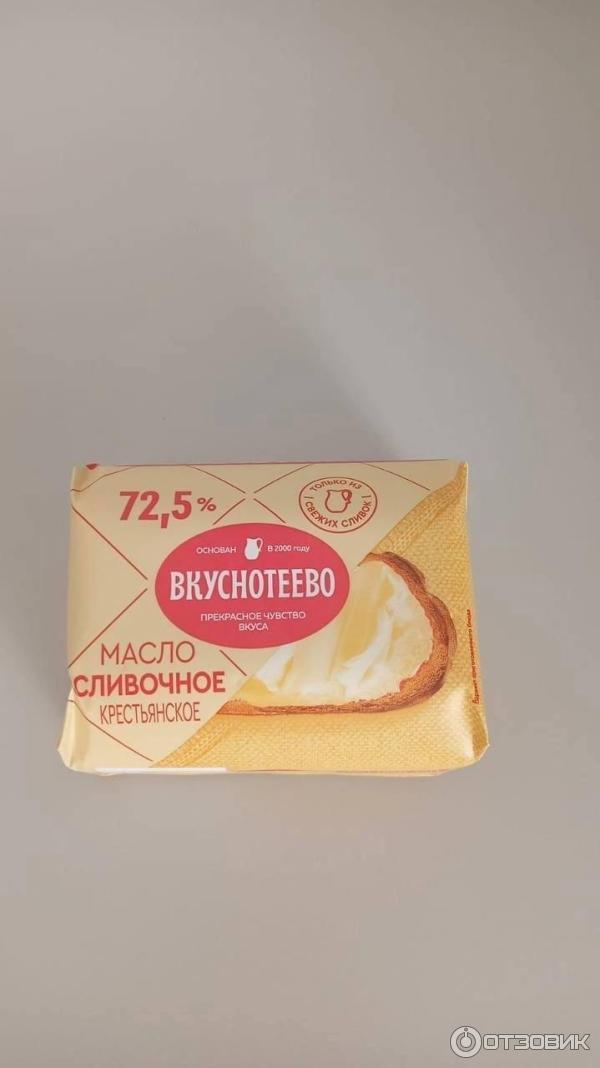 72,5%
ТОЛЬКО ИЗ
СВЕЖИХ СЛИВОК
ОСНОВАН В 2000 ГОДУ
ВКУСНОТЕЕВО
ПРЕКРАСНОЕ ЧУВСТВО
ВКУСА
МАСЛО
СЛИВОЧНОЕ
КРЕСТЬЯНСКОЕ
ОТЗОВИК